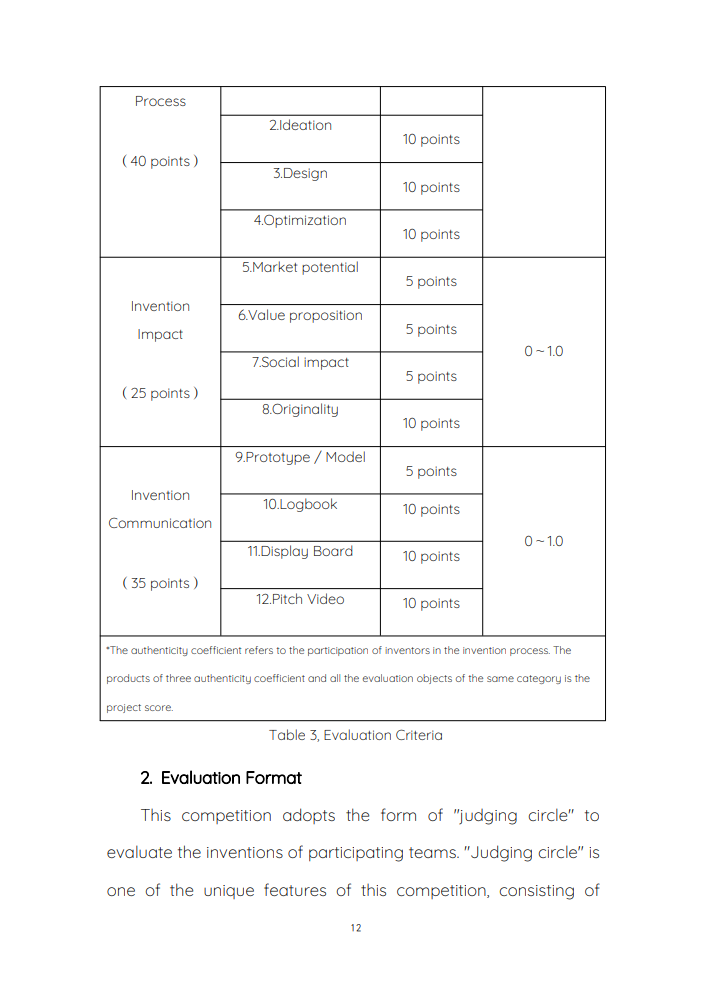 Process
( 40 points )
2.Ideation
10 points
3.Design
10 points
4.Optimization
10 points
Invention
Impact
( 25 points )
5.Market potential
5 points
6.Value proposition
5 points
7.Social impact
5 points
8.Originality
10 points
0 ~ 1.0
Invention
Communication
( 35 points )
9.Prototype / Model
5 points
10.Logbook
10 points
11.Display Board
10 points
12.Pitch Video
10 points
0 ~ 1.0
*The authenticity coefficient refers to the participation of inventors in the invention process. The
products of three authenticity coefficient and all the evaluation objects of the same category is the
project score.
Table 3, Evaluation Criteria
2. Evaluation Format
This competition adopts the form of "judging circle" to
evaluate the inventions of participating teams. "Judging circle" is
one of the unique features of this competition, consisting of
12